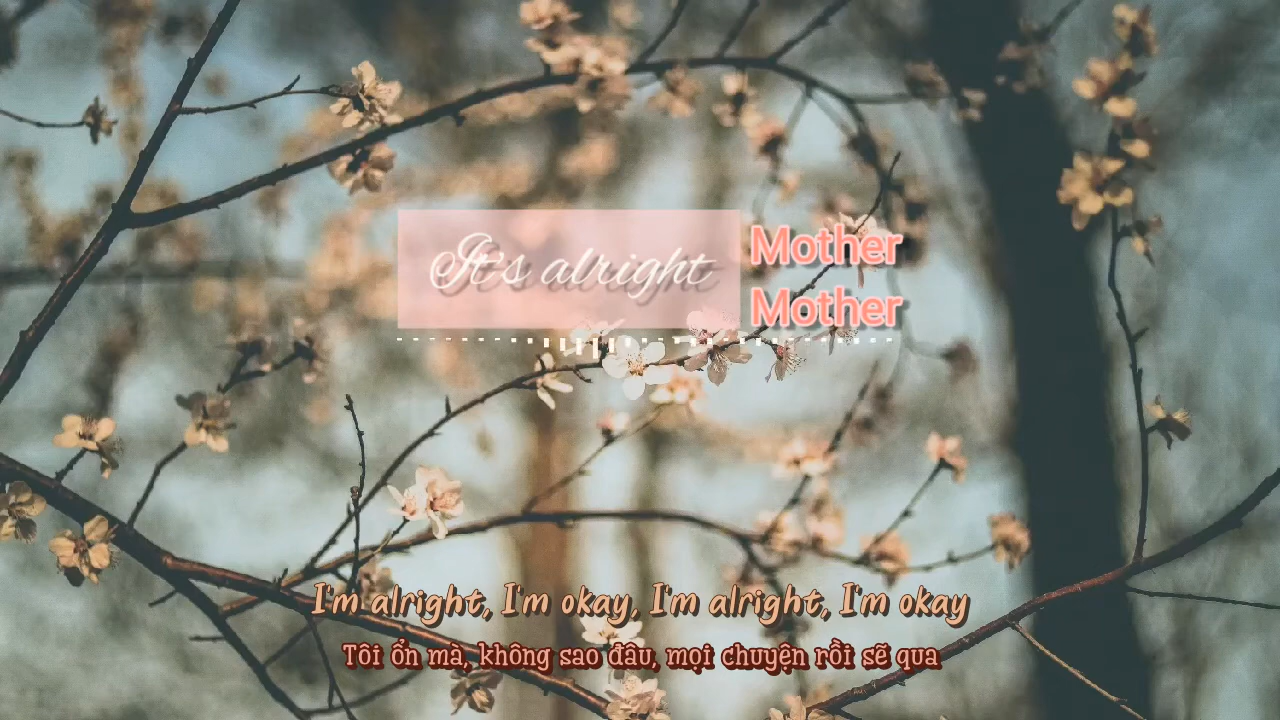 It's alright
Mother
Mother
I'm alright, I'm okay, I'm alright, I'm okay
Tôi ổn mà, không sao đâu, mọi chuyện rồi sẽ qua